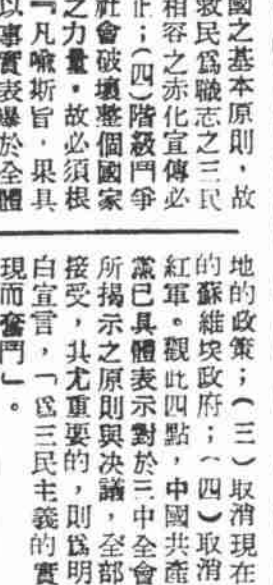 國之基本原則，故
救民爲職志之三民
相容之赤化宣傳必
止；(四)階級鬥爭
社會破壞整個國家
之力量。故必須根
『凡喻斯旨，果具
以事實表曝於全體
地的政策；(三)取消現在
的蘇維埃政府；(四)取消
紅軍。觀此四點，中國共產
黨已具體表示對於三中全會
所揭示之原則與决議，全部
接受，其尤重要的，則爲明
白宣言，「爲三民主義的實
現而奮鬥」。